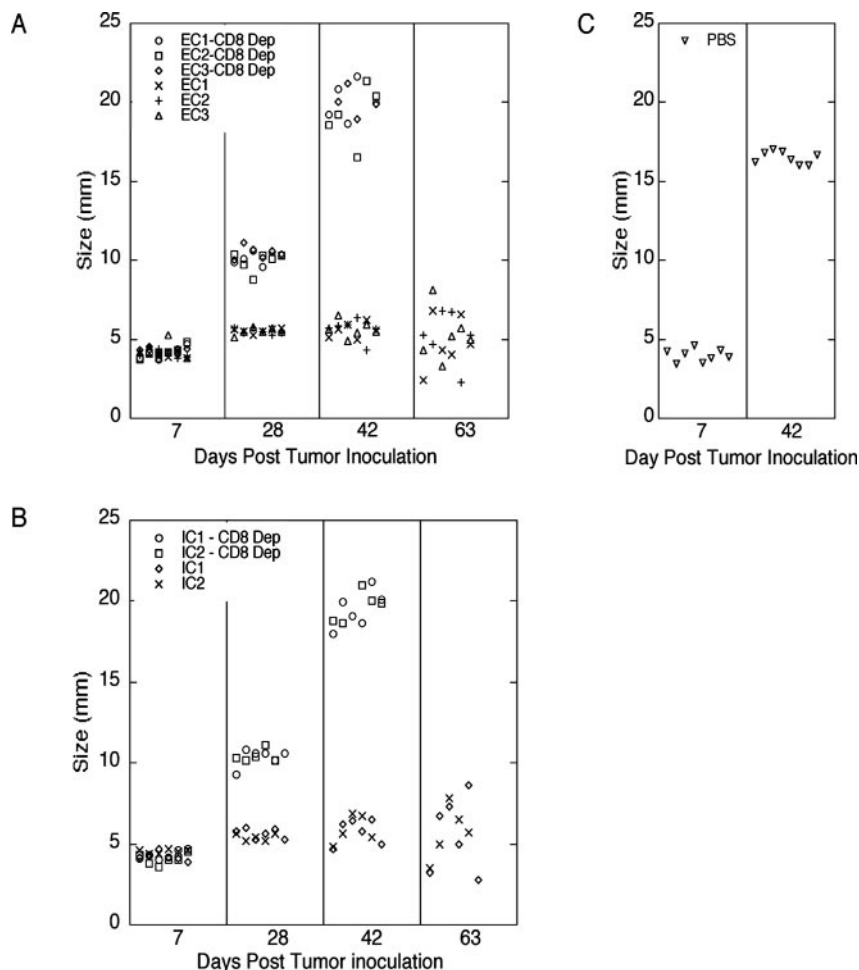 A
EC1-CD8 Dep
EC2-CD8 Dep
EC3-CD8 Dep
EC1
EC2
EC3
25
20
15
10
5
0
Size (mm)
7 28 42 63
Days Post Tumor Inoculation
C
PBS
25
20
15
10
5
0
Size (mm)
7 42
Day Post Tumor Inoculation
B
IC1 - CD8 Dep
IC2 - CD8 Dep
IC1
IC2
25
20
15
10
5
0
Size (mm)
7 28 42 63
Days Post Tumor inoculation